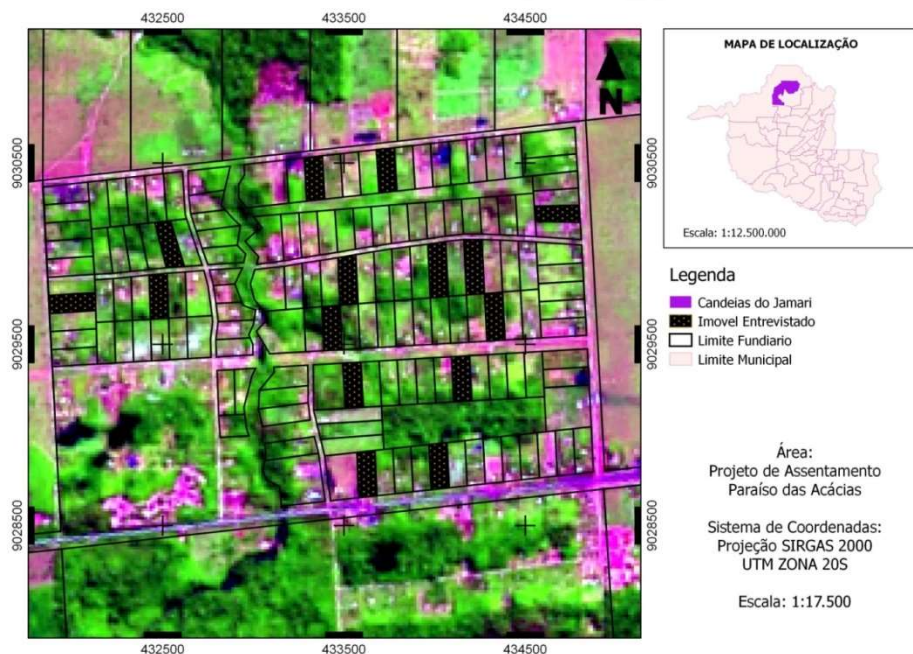 432500 433500 434500
9030500 9030500
9029500 9029500
9028500 9028500
432500 433500 434500
N
MAPA DE LOCALIZAÇÃO
Escala: 1:12.500.000
Legenda
Candeias do Jamari
Imovel Entrevistado
Limite Fundiario
Limite Municipal
Área:
Projeto de Assentamento
Paraíso das Acácias
Sistema de Coordenadas:
Projeção SIRGAS 2000
UTM ZONA 20S
Escala: 1:17.500